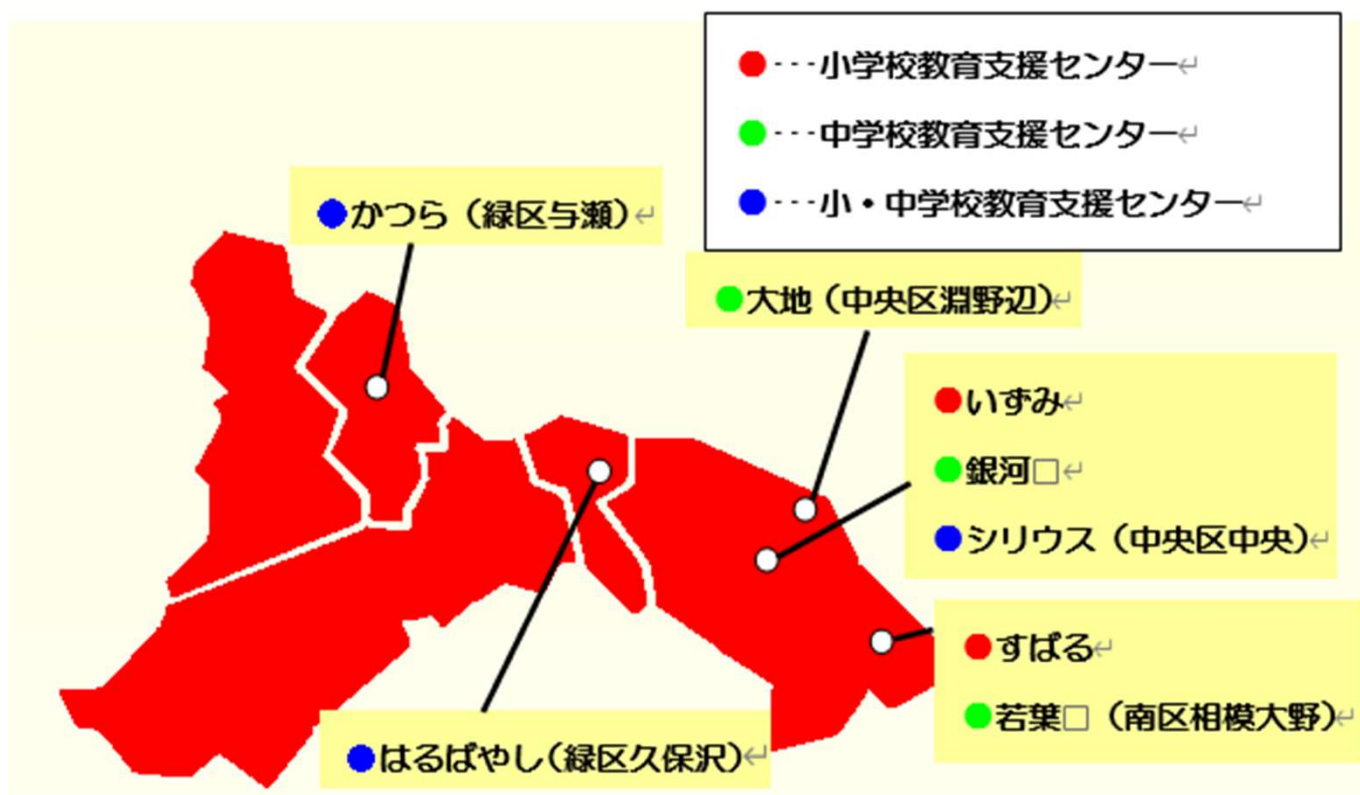 ●---小学校教育支援センター↵
●---中学校教育支援センター↵
●---小・中学校教育支援センター↵
●かつら（緑区与瀬）↵
●大地（中央区淵野辺）↵
●いずみ↵
●銀河□↵
●シリウス（中央区中央）↵
●すばる↵
●若葉□（南区相模大野）↵
●はるばやし（緑区久保沢）↵